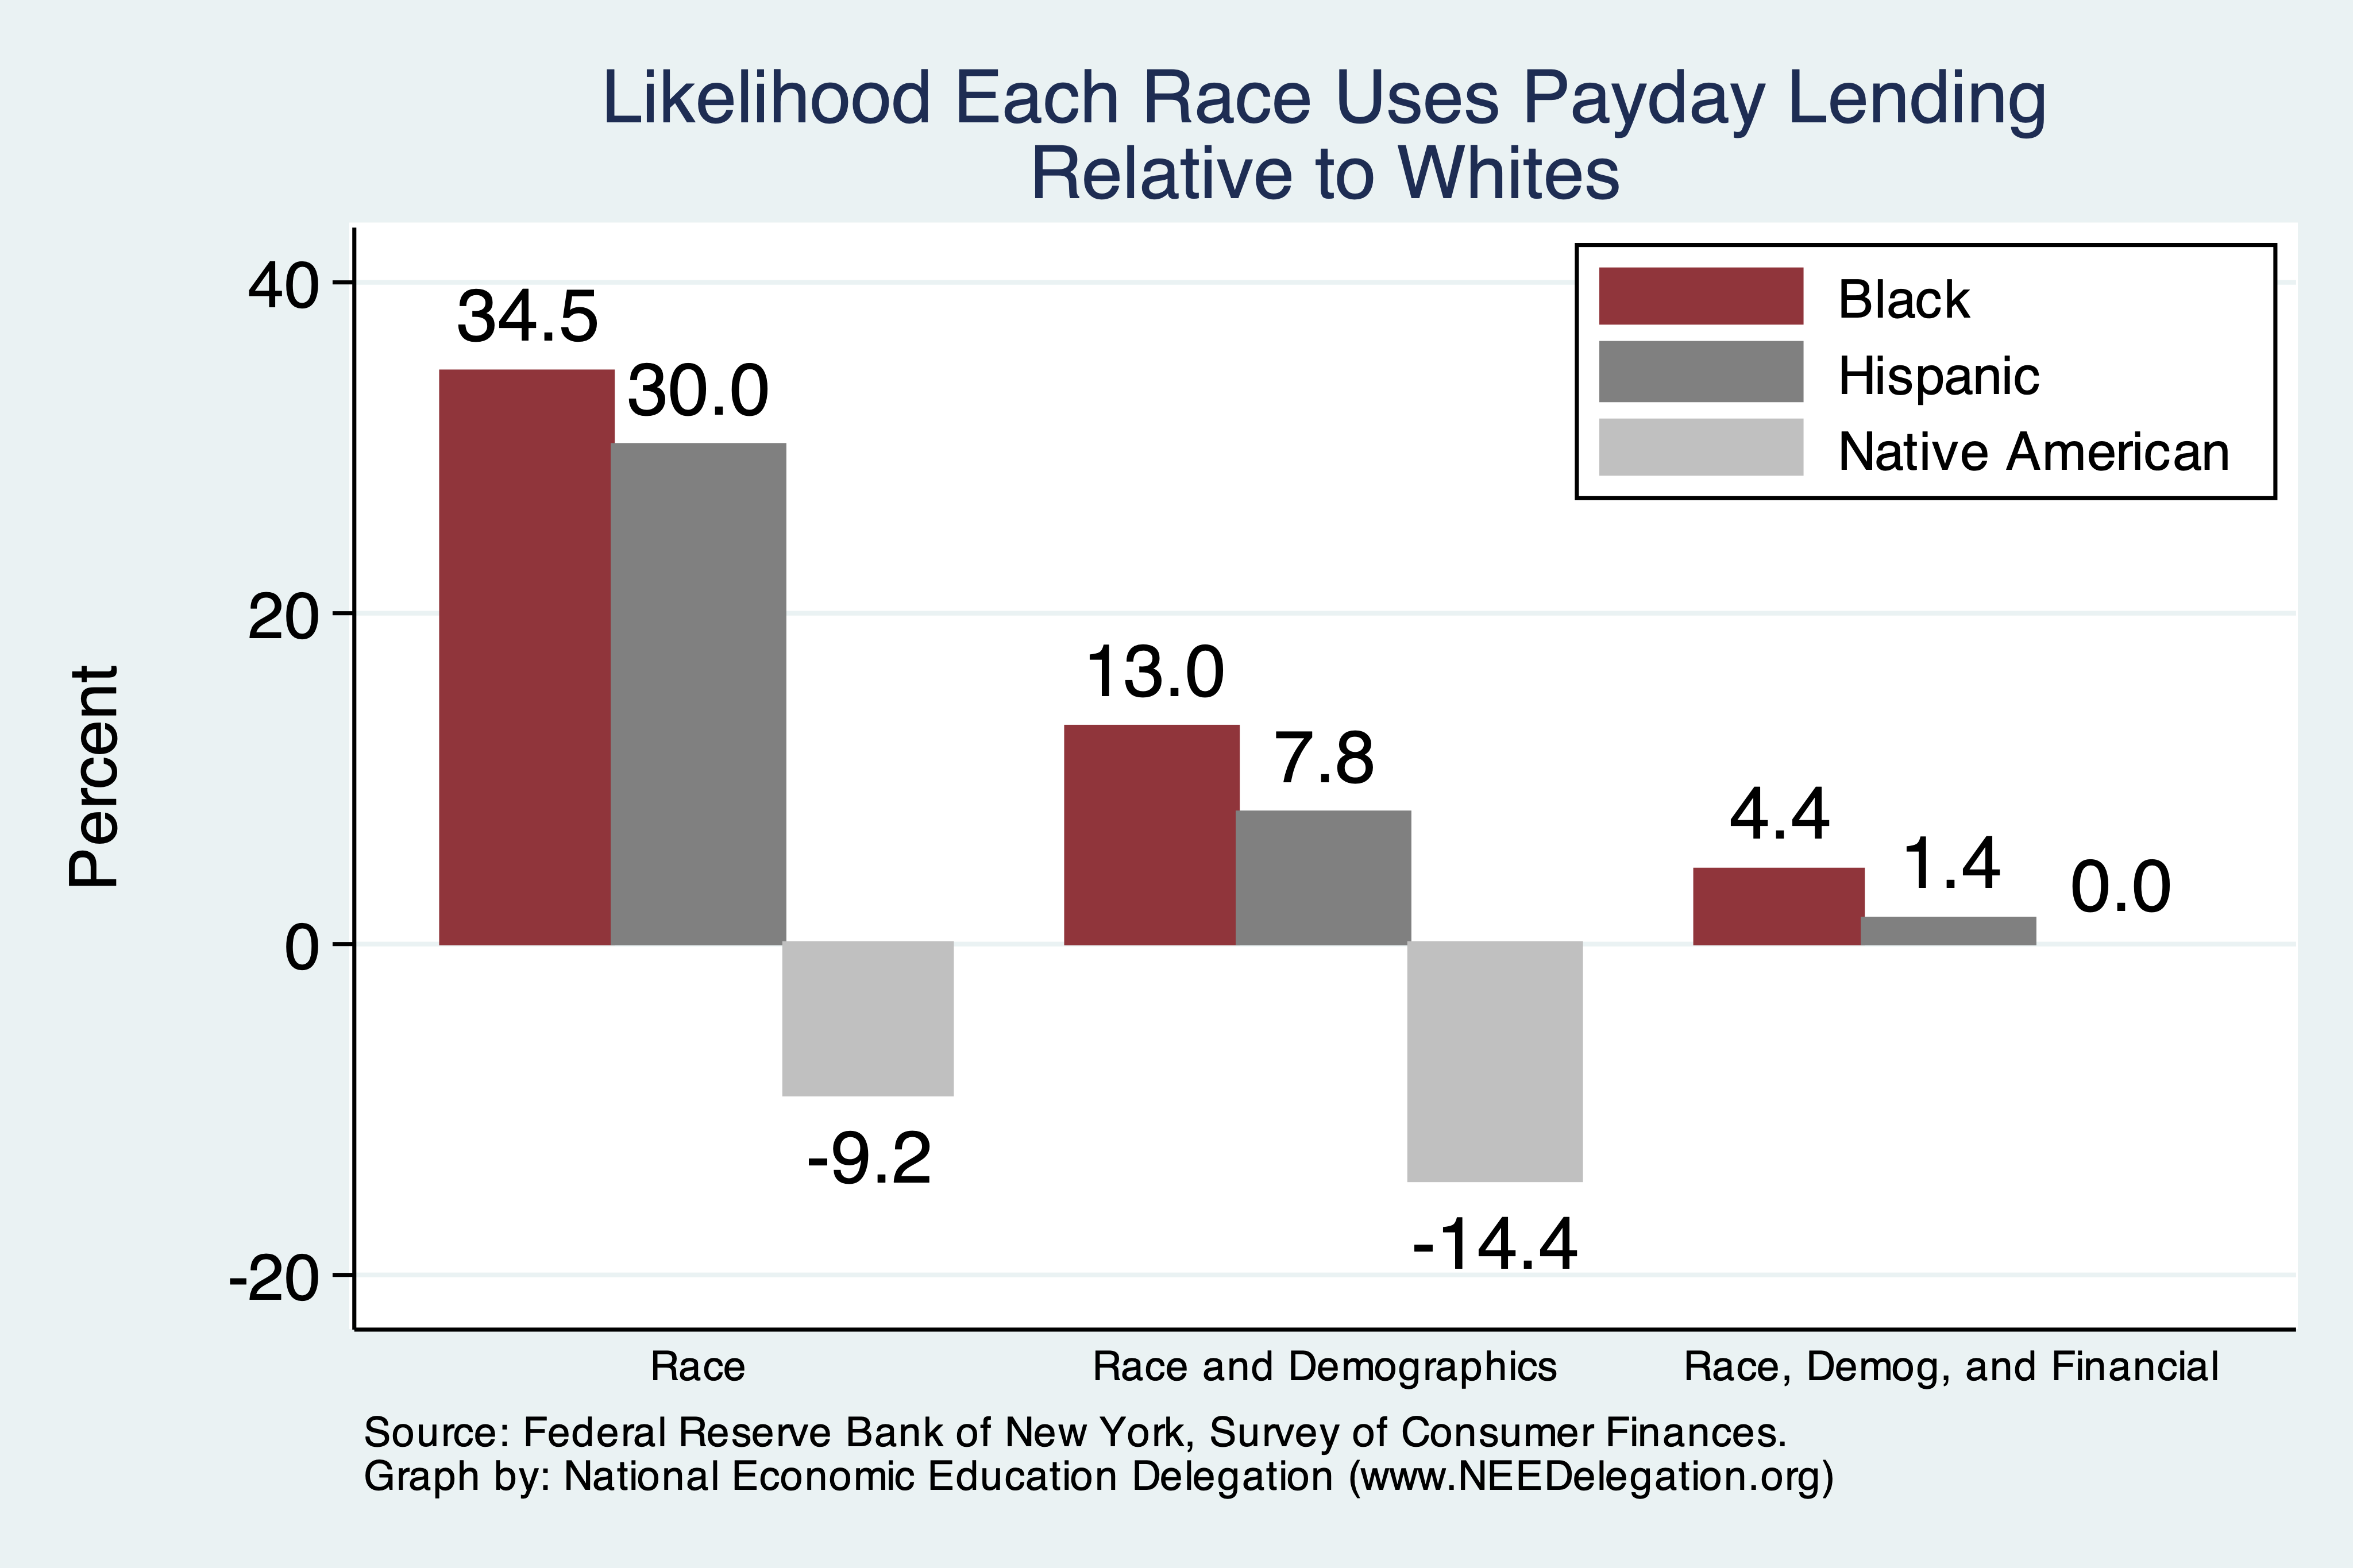 Likelihood Each Race Uses Payday Lending
Relative to Whites
Percent
40
20
0
-20
34.5
30.0
-9.2
13.0
7.8
-14.4
4.4
1.4
0.0
Black
Hispanic
Native American
Race
Race and Demographics
Race, Demog, and Financial
Source: Federal Reserve Bank of New York, Survey of Consumer Finances.
Graph by: National Economic Education Delegation (www.NEEDelegation.org)